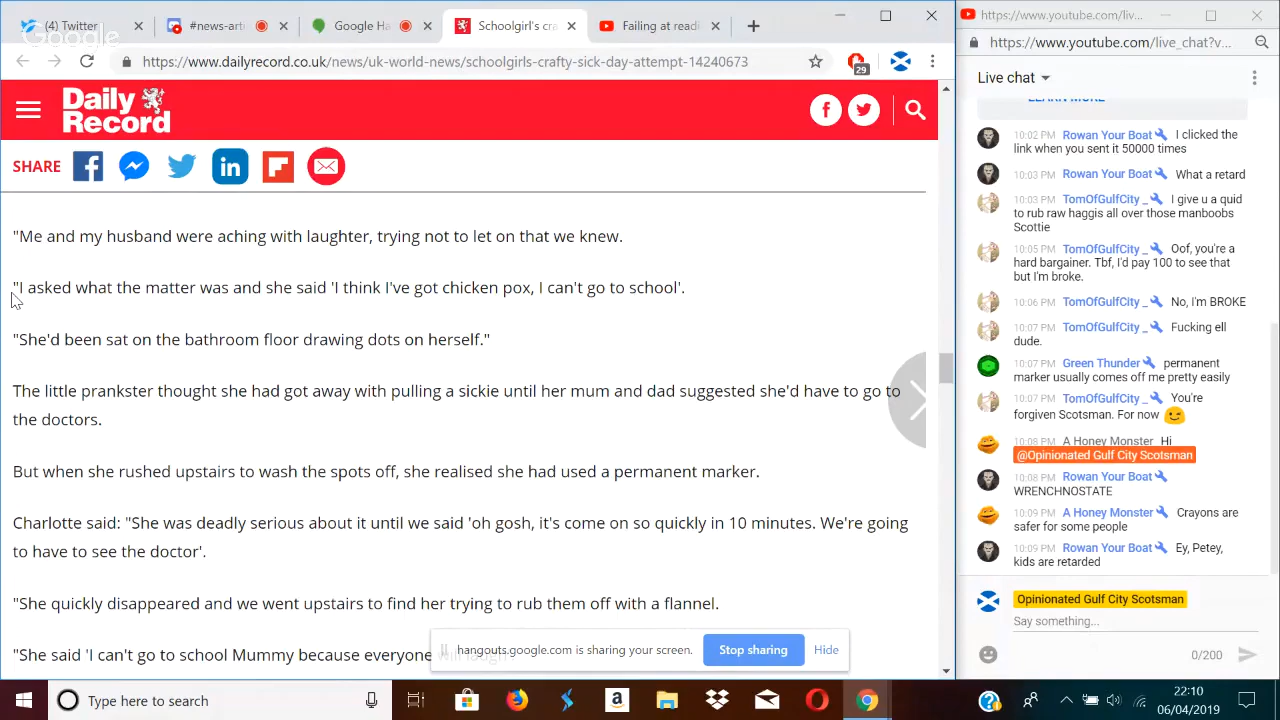 (4) Twitter
#news-art
Google Ha
Schoolgirl's cra
Failing at readi
Google
https://www.dailyrecord.co.uk/news/uk-world-news/schoolgirls-crafty-sick-day-attempt-14240673
29
Daily
Record
SHARE
"Me and my husband were aching with laughter, trying not to let on that we knew.
"I asked what the matter was and she said 'I think I've got chicken pox, I can't go to school'.
"She'd been sat on the bathroom floor drawing dots on herself."
The little prankster thought she had got away with pulling a sickie until her mum and dad suggested she'd have to go to
the doctors.
But when she rushed upstairs to wash the spots off, she realised she had used a permanent marker.
Charlotte said: "She was deadly serious about it until we said 'oh gosh, it's come on so quickly in 10 minutes. We're going
to have to see the doctor'.
"She quickly disappeared and we went upstairs to find her trying to rub them off with a flannel.
"She said 'I can't go to school Mummy because everyone will laugh
hangouts.google.com is sharing your screen.
Stop sharing
Hide
https://www.youtube.com/liv...
https://www.youtube.com/live_chat?v...
Live chat
LEARN MORE
10:02 PM Rowan Your Boat I clicked the
link when you sent it 50000 times
10:03 PM Rowan Your Boat What a retard
10:03 PM TomOfGulfCity _ I give u a quid
to rub raw haggis all over those manboobs
Scottie
10:05 PM TomOfGulfCity _ Oof, you're a
hard bargainer. Tbf, I'd pay 100 to see that
but I'm broke.
10:06 PM TomOfGulfCity _ No, I'm BROKE
10:07 PM TomOfGulfCity _ Fucking ell
dude.
10:07 PM Green Thunder permanent
marker usually comes off me pretty easily
10:07 PM TomOfGulfCity _ You're
forgiven Scotsman. For now 😉
10:08 PM A Honey Monster Hi
@Opinionated Gulf City Scotsman
10:08 PM Rowan Your Boat
WRENCHNOSTATE
10:09 PM A Honey Monster Crayons are
safer for some people
10:09 PM Rowan Your Boat Ey, Petey,
kids are retarded
Opinionated Gulf City Scotsman
Say something...
0/200
Type here to search
22:10
06/04/2019